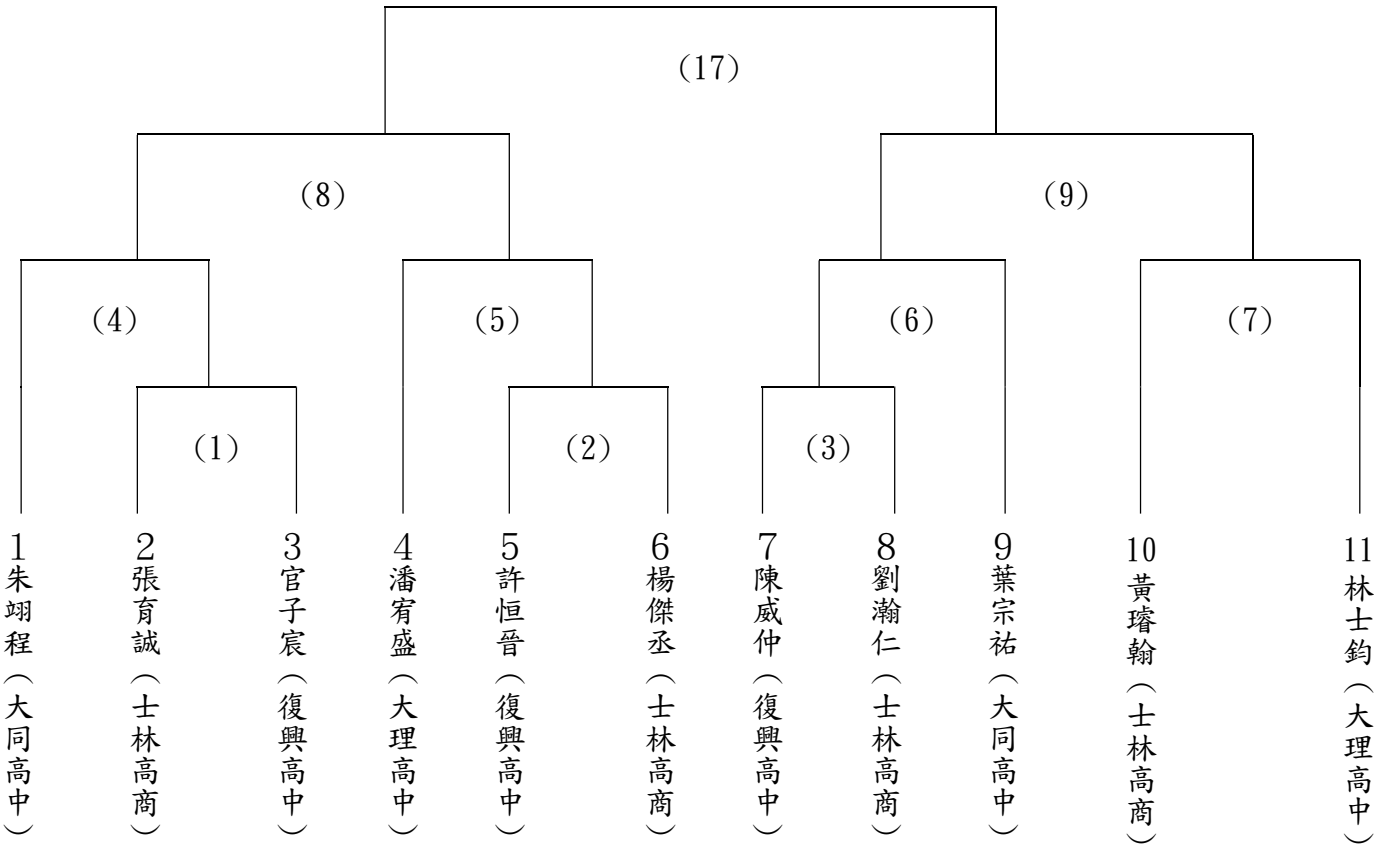 (17)
(8)
(9)
(4)
(5)
(6)
(7)
(1)
(2)
(3)
1朱翊程(大同高中)
2張育誠(士林高商)
3官子宸(復興高中)
4潘宥盛(大理高中)
5許恒晉(復興高中)
6楊傑丞(士林高商)
7陳威仲(復興高中)
8劉瀚仁(士林高商)
9葉宗祐(大同高中)
10黃璿翰(士林高商)
11林士鈞(大理高中)